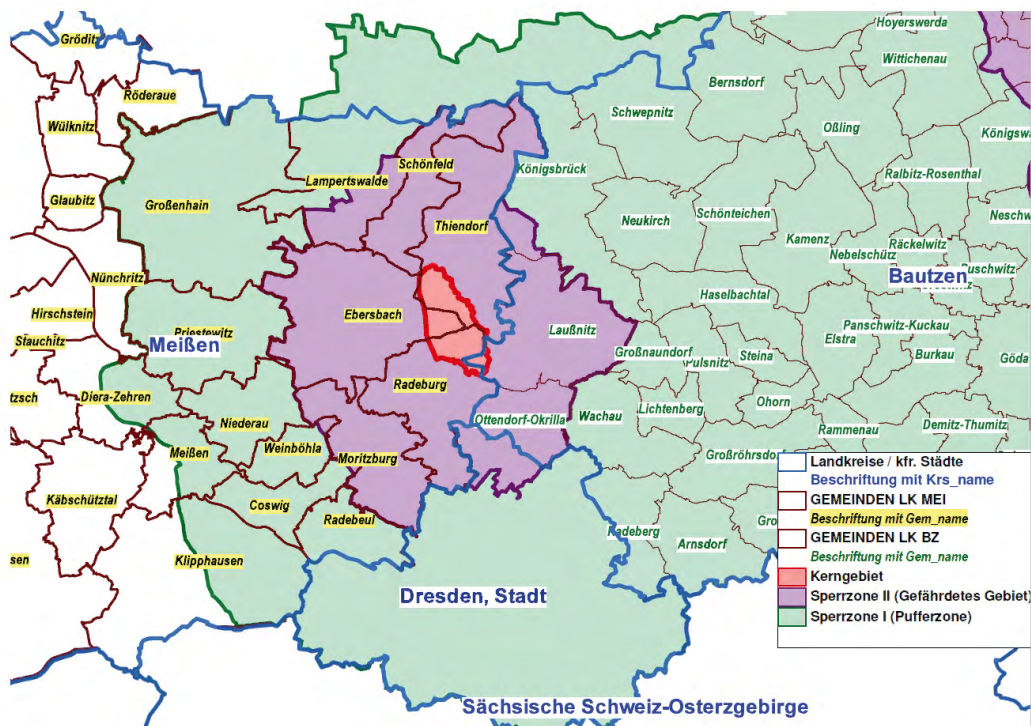 Gröditz
Hoyerswerda
Wittichenau
Röderaue
Bernsdorf
Schwepnitz
Wülknitz
Oßling
Königswa
Schönfeld
Königsbrück
Lampertswalde
Ralbitz-Rosenthal
Glaubitz
Großenhain
Neukirch
Schönteichen
Neschw
Thiendorf
Kamenz
Räckelwitz
Nebelschütz
Nünchritz
Bautzen
Haselbachtal
Hirschstein
Ebersbach
Panschwitz-Kuckau
Priestewitz
Laußnitz
Elstra
Stauchitz
Meißen
Großnaundorf
Steina
Burkau
Göda
Pulsnitz
Radeburg
tzsch
Diera-Zehren
Ohorn
Lichtenberg
Wachau
Ottendorf-Okrilla
Niederau
Rammenau
Demitz-Thumitz
Weinböhla
Meißen
Moritzburg
Großröhrsdo
Käbschütztal
Coswig
Radebeul
Radeberg
Gro
Arnsdorf
sen
Klipphausen
Dresden, Stadt
Sächsische Schweiz-Osterzgebirge
Landkreise / kfr. Städte
Beschriftung mit Krs_name
GEMEINDEN LK MEI
Beschriftung mit Gem_name
GEMEINDEN LK BZ
Beschriftung mit Gem_name
Kerngebiet
Sperrzone II (Gefährdetes Gebiet)
Sperrzone I (Pufferzone)